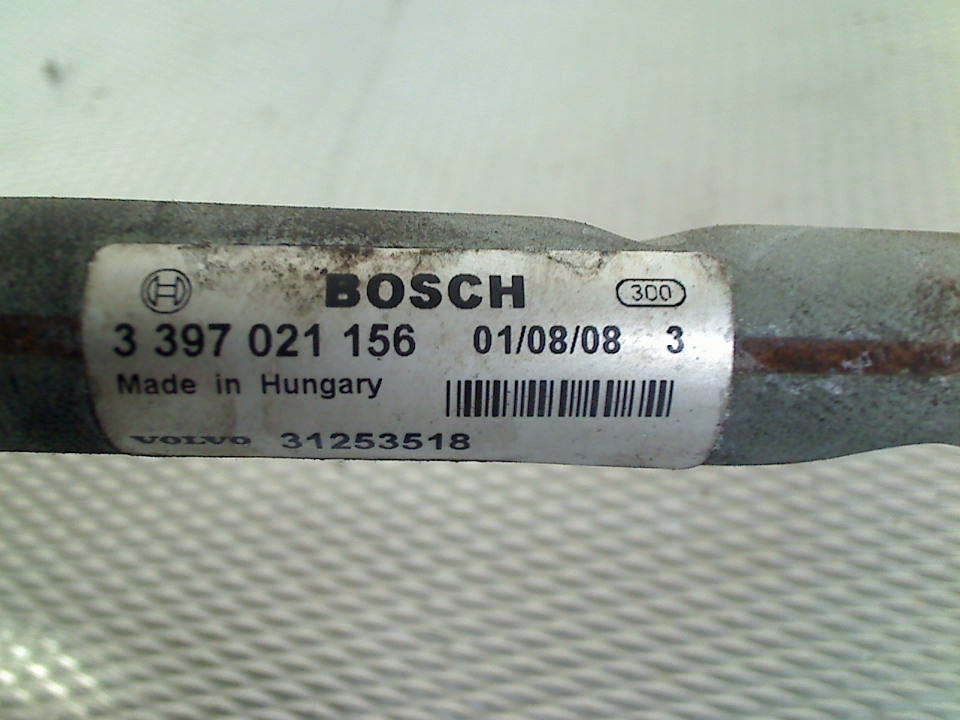 BOSCH 300
3 397 021 156 01/08/08 3
Made in Hungary
VOLVO 31253518